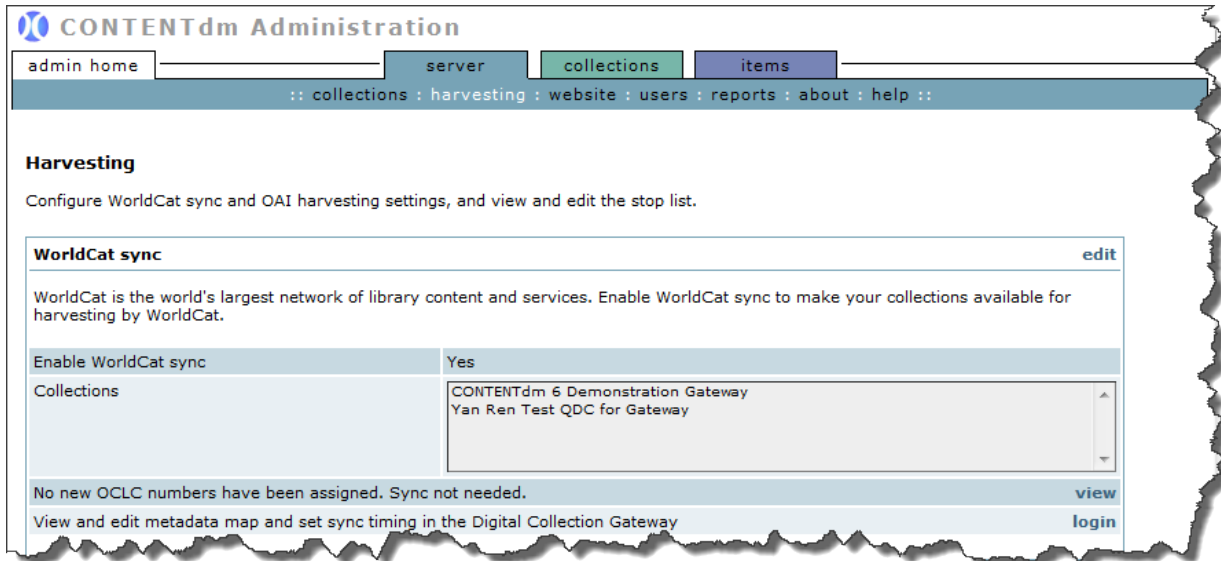 CONTENTdm Administration
admin home server collections items
:: collections : harvesting : website : users : reports : about : help ::
Harvesting
Configure WorldCat sync and OAI harvesting settings, and view and edit the stop list.
WorldCat sync edit
WorldCat is the world's largest network of library content and services. Enable WorldCat sync to make your collections available for
harvesting by WorldCat.
Enable WorldCat sync Yes
Collections CONTENTdm 6 Demonstration Gateway
Yan Ren Test QDC for Gateway
No new OCLC numbers have been assigned. Sync not needed. view
View and edit metadata map and set sync timing in the Digital Collection Gateway login